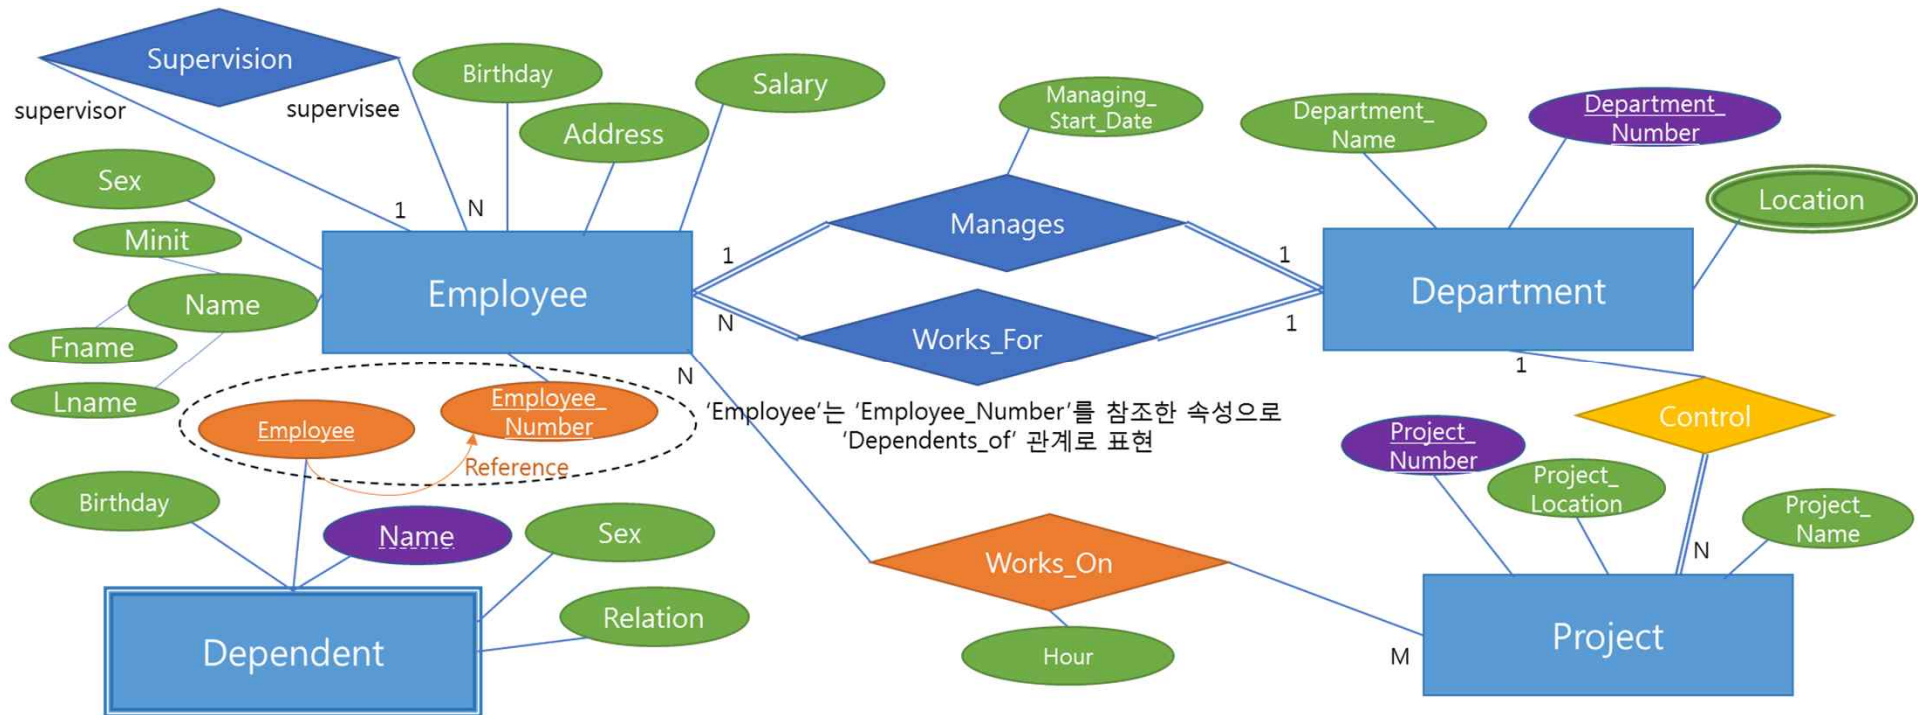 Supervision
supervisor
supervisee
Birthday
Address
Salary
Managing_
Start_Date
Department_
Name
Department_
Number
Location
Sex
Minit
Name
Fname
Lname
1
N
Employee
1
N
Manages
1
Works_For
1
Department
N
Employee
Employee_
Number
Reference
'Employee'는 'Employee_Number'를 참조한 속성으로
'Dependents_of' 관계로 표현
1
Control
Project_
Number
Project_
Location
Project_
Name
N
Birthday
Name
Sex
Relation
Dependent
Works_On
Hour
M
Project